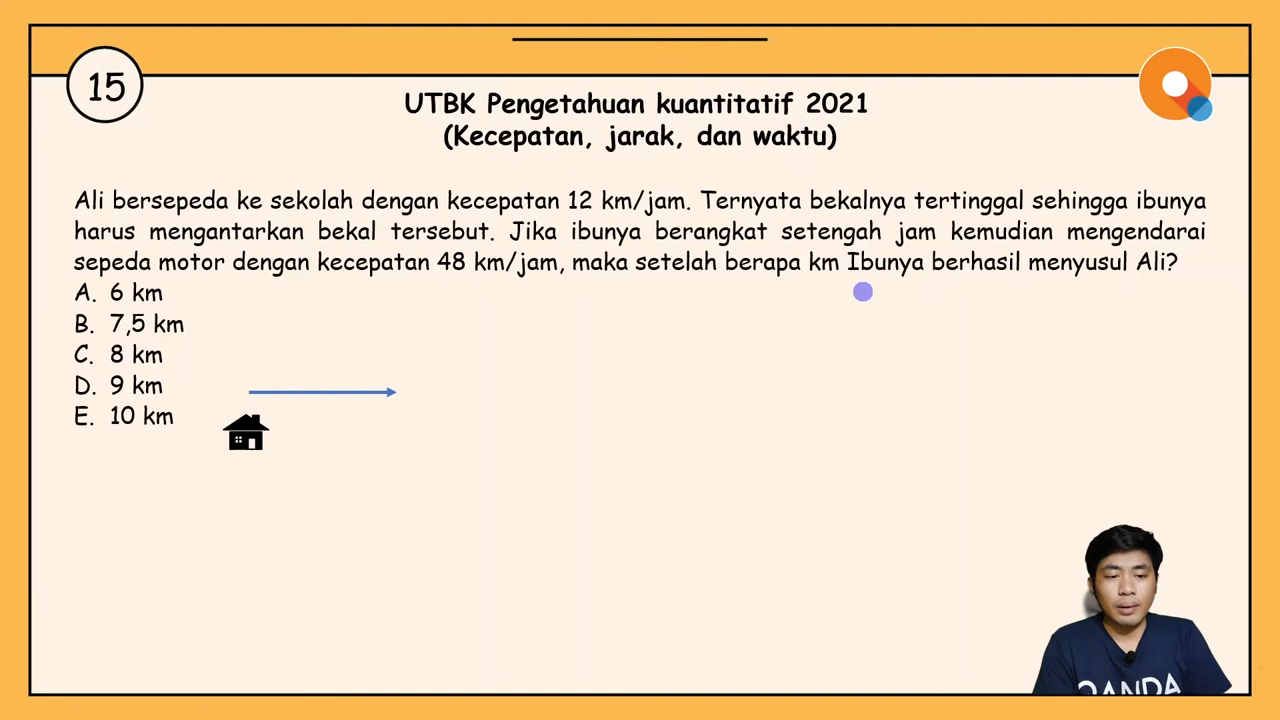 15
UTBK Pengetahuan kuantitatif 2021
(Kecepatan, jarak, dan waktu)
Ali bersepeda ke sekolah dengan kecepatan 12 km/jam. Ternyata bekalnya tertinggal sehingga ibunya
harus mengantarkan bekal tersebut. Jika ibunya berangkat setengah jam kemudian mengendarai
sepeda motor dengan kecepatan 48 km/jam, maka setelah berapa km Ibunya berhasil menyusul Ali?
A. 6 km
B. 7,5 km
C. 8 km
D. 9 km
E. 10 km
QANDA